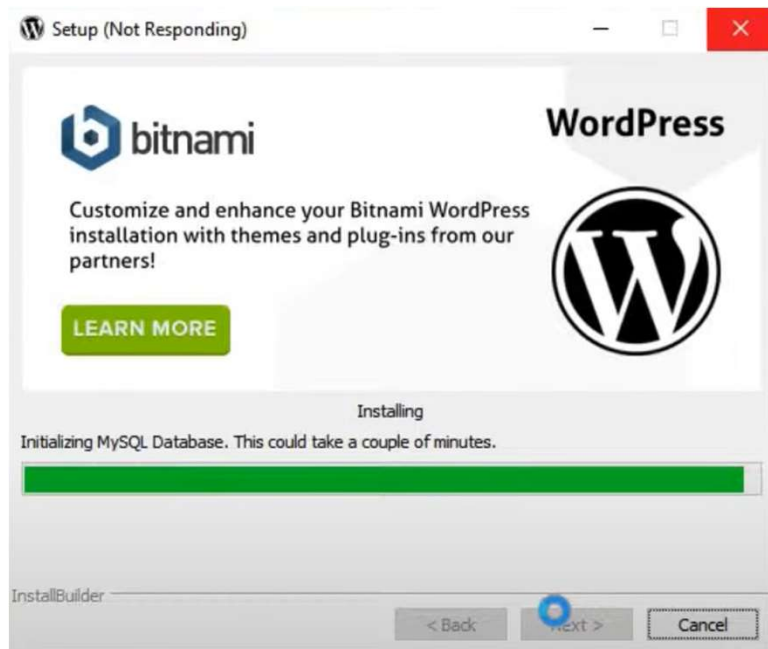 Setup (Not Responding)
bitnami
WordPress
Customize and enhance your Bitnami WordPress
installation with themes and plug-ins from our
partners!
LEARN MORE
Installing
Initializing MySQL Database. This could take a couple of minutes.
InstallBuilder
< Back
Next >
Cancel